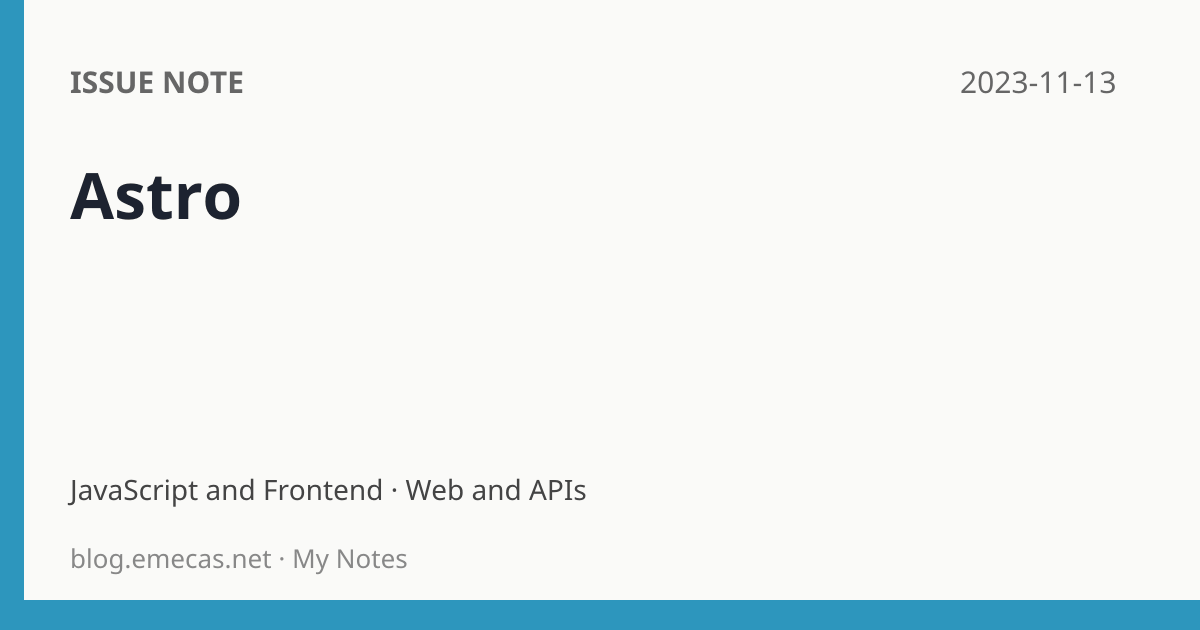 ISSUE NOTE
2023-11-13
Astro
JavaScript and Frontend · Web and APIs
blog.emecas.net · My Notes